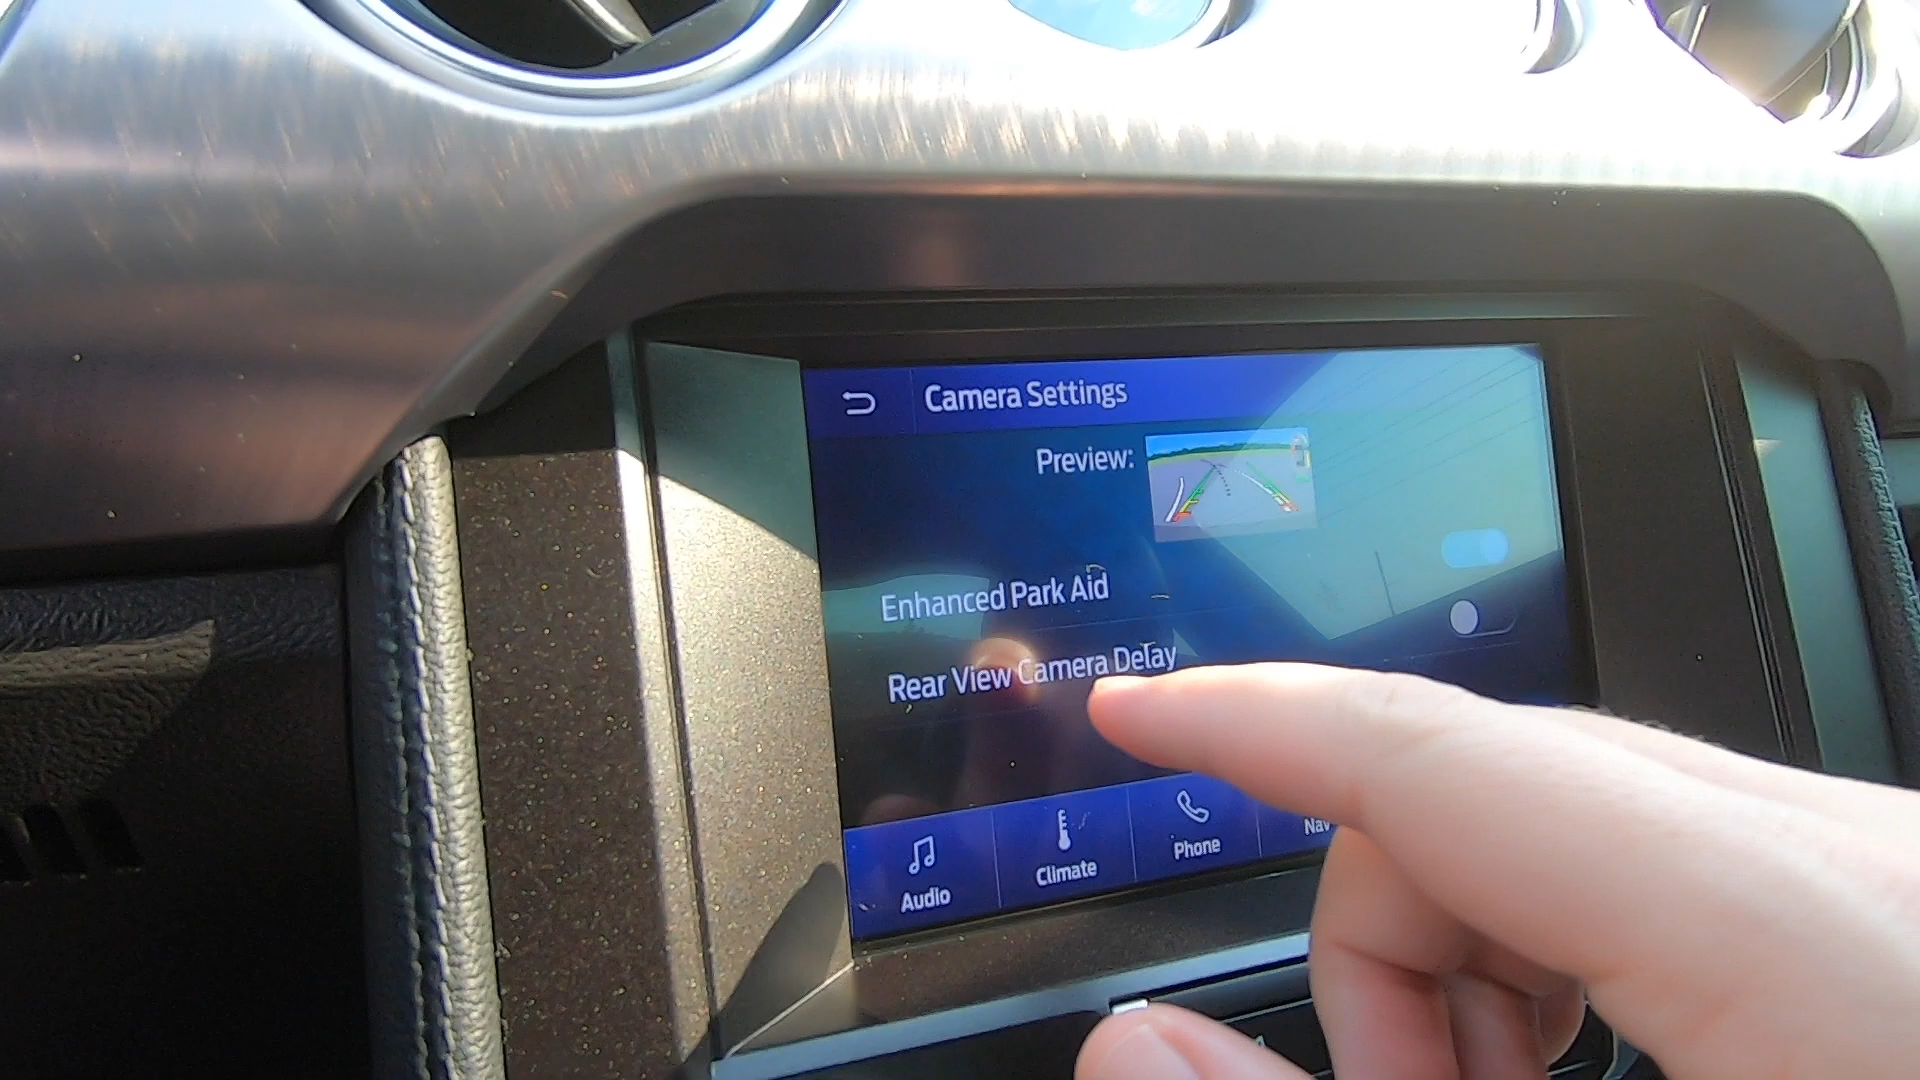 Camera Settings
Preview:
Enhanced Park Aid
Rear View Camera Delay
Audio
Climate
Phone
Nav